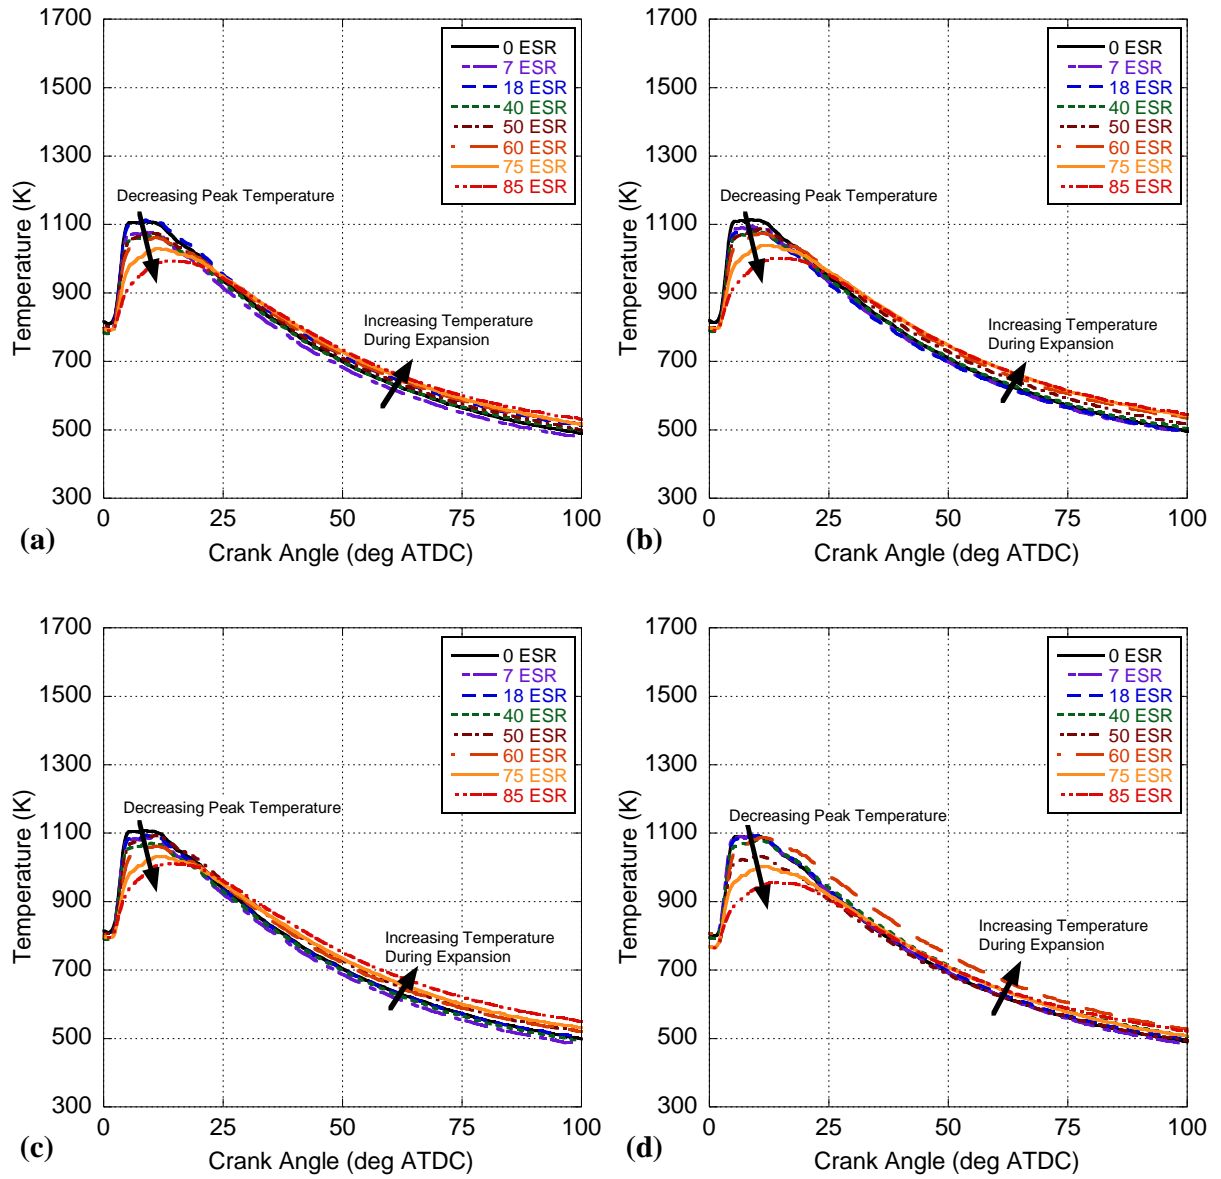 1700
1500
1300
1100
900
700
500
300
0
25
50
75
100
Temperature (K)
Crank Angle (deg ATDC)
0 ESR
7 ESR
18 ESR
40 ESR
50 ESR
60 ESR
75 ESR
85 ESR
Decreasing Peak Temperature
Increasing Temperature
During Expansion
(a)
1700
1500
1300
1100
900
700
500
300
0
25
50
75
100
Temperature (K)
Crank Angle (deg ATDC)
0 ESR
7 ESR
18 ESR
40 ESR
50 ESR
60 ESR
75 ESR
85 ESR
Decreasing Peak Temperature
Increasing Temperature
During Expansion
(b)
1700
1500
1300
1100
900
700
500
300
0
25
50
75
100
Temperature (K)
Crank Angle (deg ATDC)
0 ESR
7 ESR
18 ESR
40 ESR
50 ESR
60 ESR
75 ESR
85 ESR
Decreasing Peak Temperature
Increasing Temperature
During Expansion
(c)
1700
1500
1300
1100
900
700
500
300
0
25
50
75
100
Temperature (K)
Crank Angle (deg ATDC)
0 ESR
7 ESR
18 ESR
40 ESR
50 ESR
60 ESR
75 ESR
85 ESR
Decreasing Peak Temperature
Increasing Temperature
During Expansion
(d)